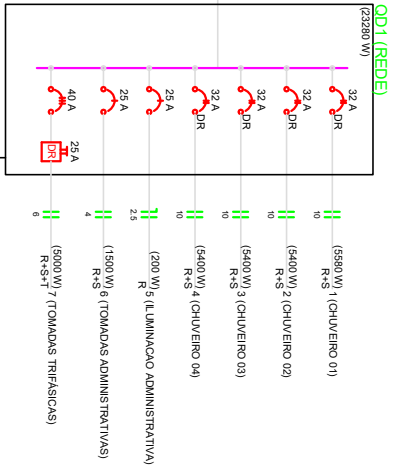 QD1 (REDE)
(23280 W)
32 A
DR
10
(5580 W)
R+S
1 (CHUVEIRO 01)
32 A
DR
10
(5400 W)
R+S
2 (CHUVEIRO 02)
32 A
DR
10
(5400 W)
R+S
3 (CHUVEIRO 03)
32 A
DR
10
(5400 W)
R+S
4 (CHUVEIRO 04)
25 A
2.5
(200 W)
R
5 (ILUMINACAO ADMINISTRATIVA)
25 A
4
(1500 W)
R+S
6 (TOMADAS ADMINISTRATIVAS)
40 A
25 A
DR
6
(5000 W)
R+S+T
7 (TOMADAS TRIFÁSICAS)